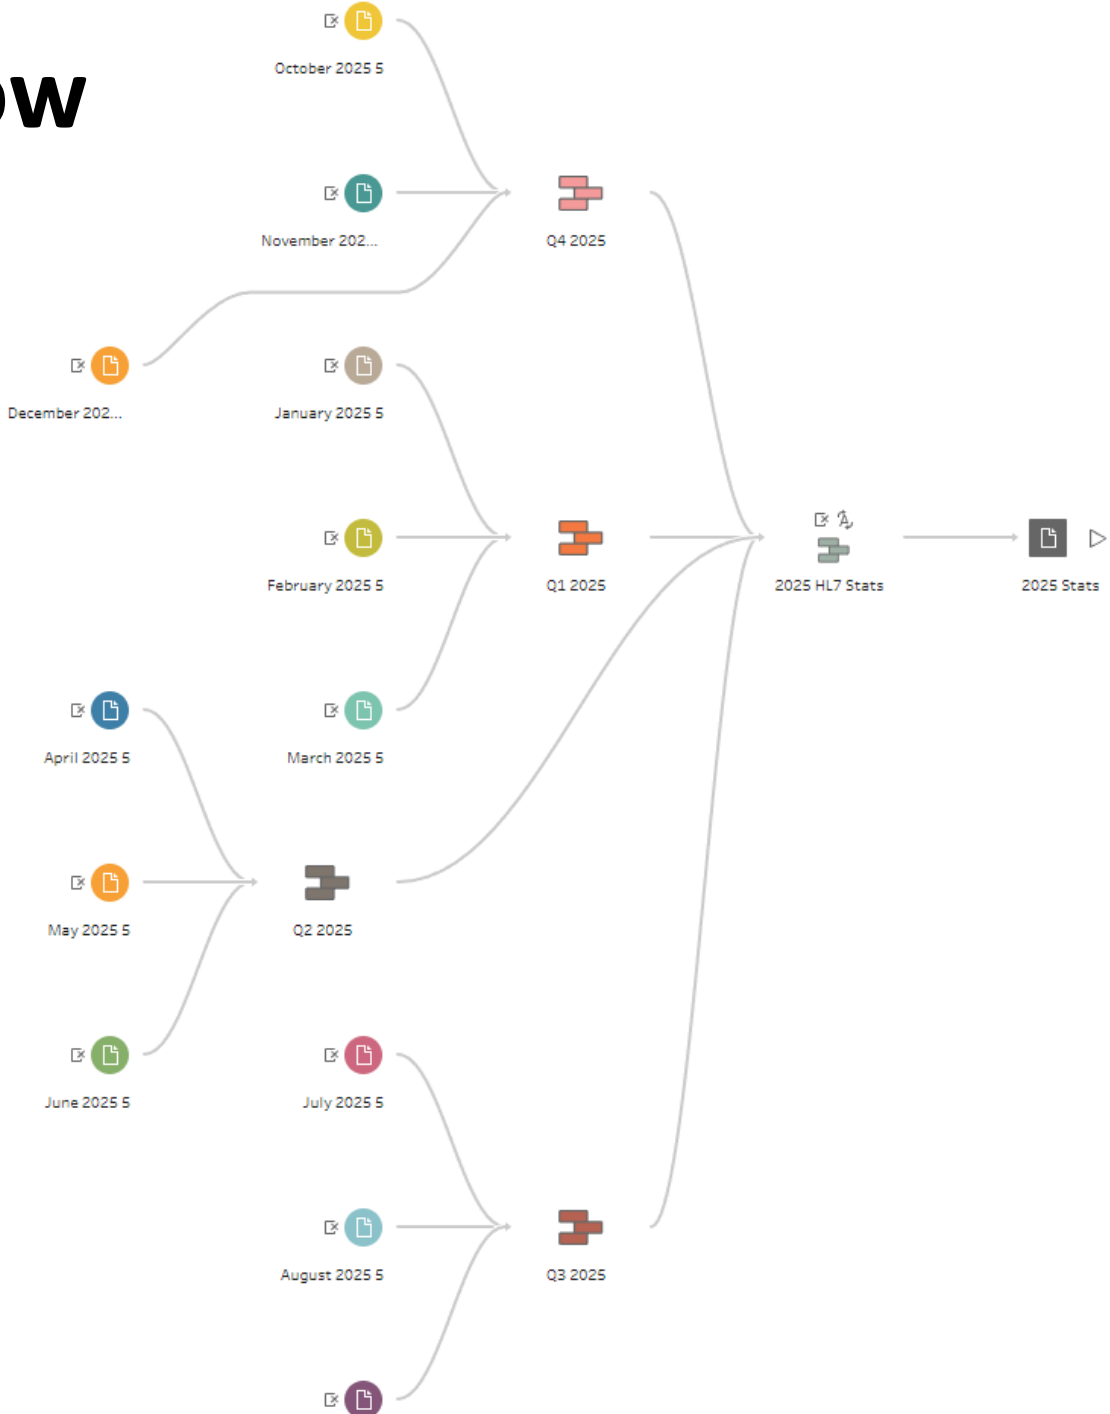 ow
October 2025 5
November 202...
Q4 2025
December 202...
January 2025 5
February 2025 5
Q1 2025
2025 HL7 Stats
2025 Stats
April 2025 5
March 2025 5
May 2025 5
Q2 2025
June 2025 5
July 2025 5
August 2025 5
Q3 2025